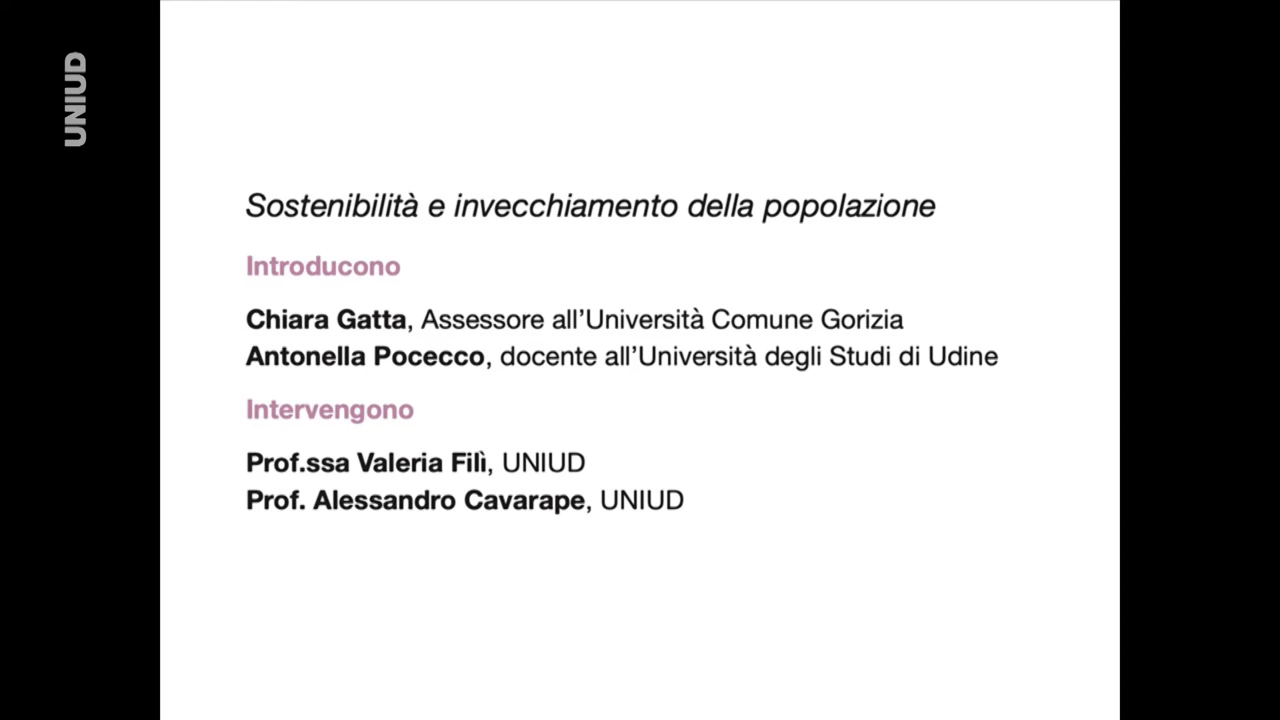 UNIUD
Sostenibilità e invecchiamento della popolazione
Introducono
Chiara Gatta, Assessore all’Università Comune Gorizia
Antonella Pocecco, docente all’Università degli Studi di Udine
Intervengono
Prof.ssa Valeria Filì, UNIUD
Prof. Alessandro Cavarape, UNIUD